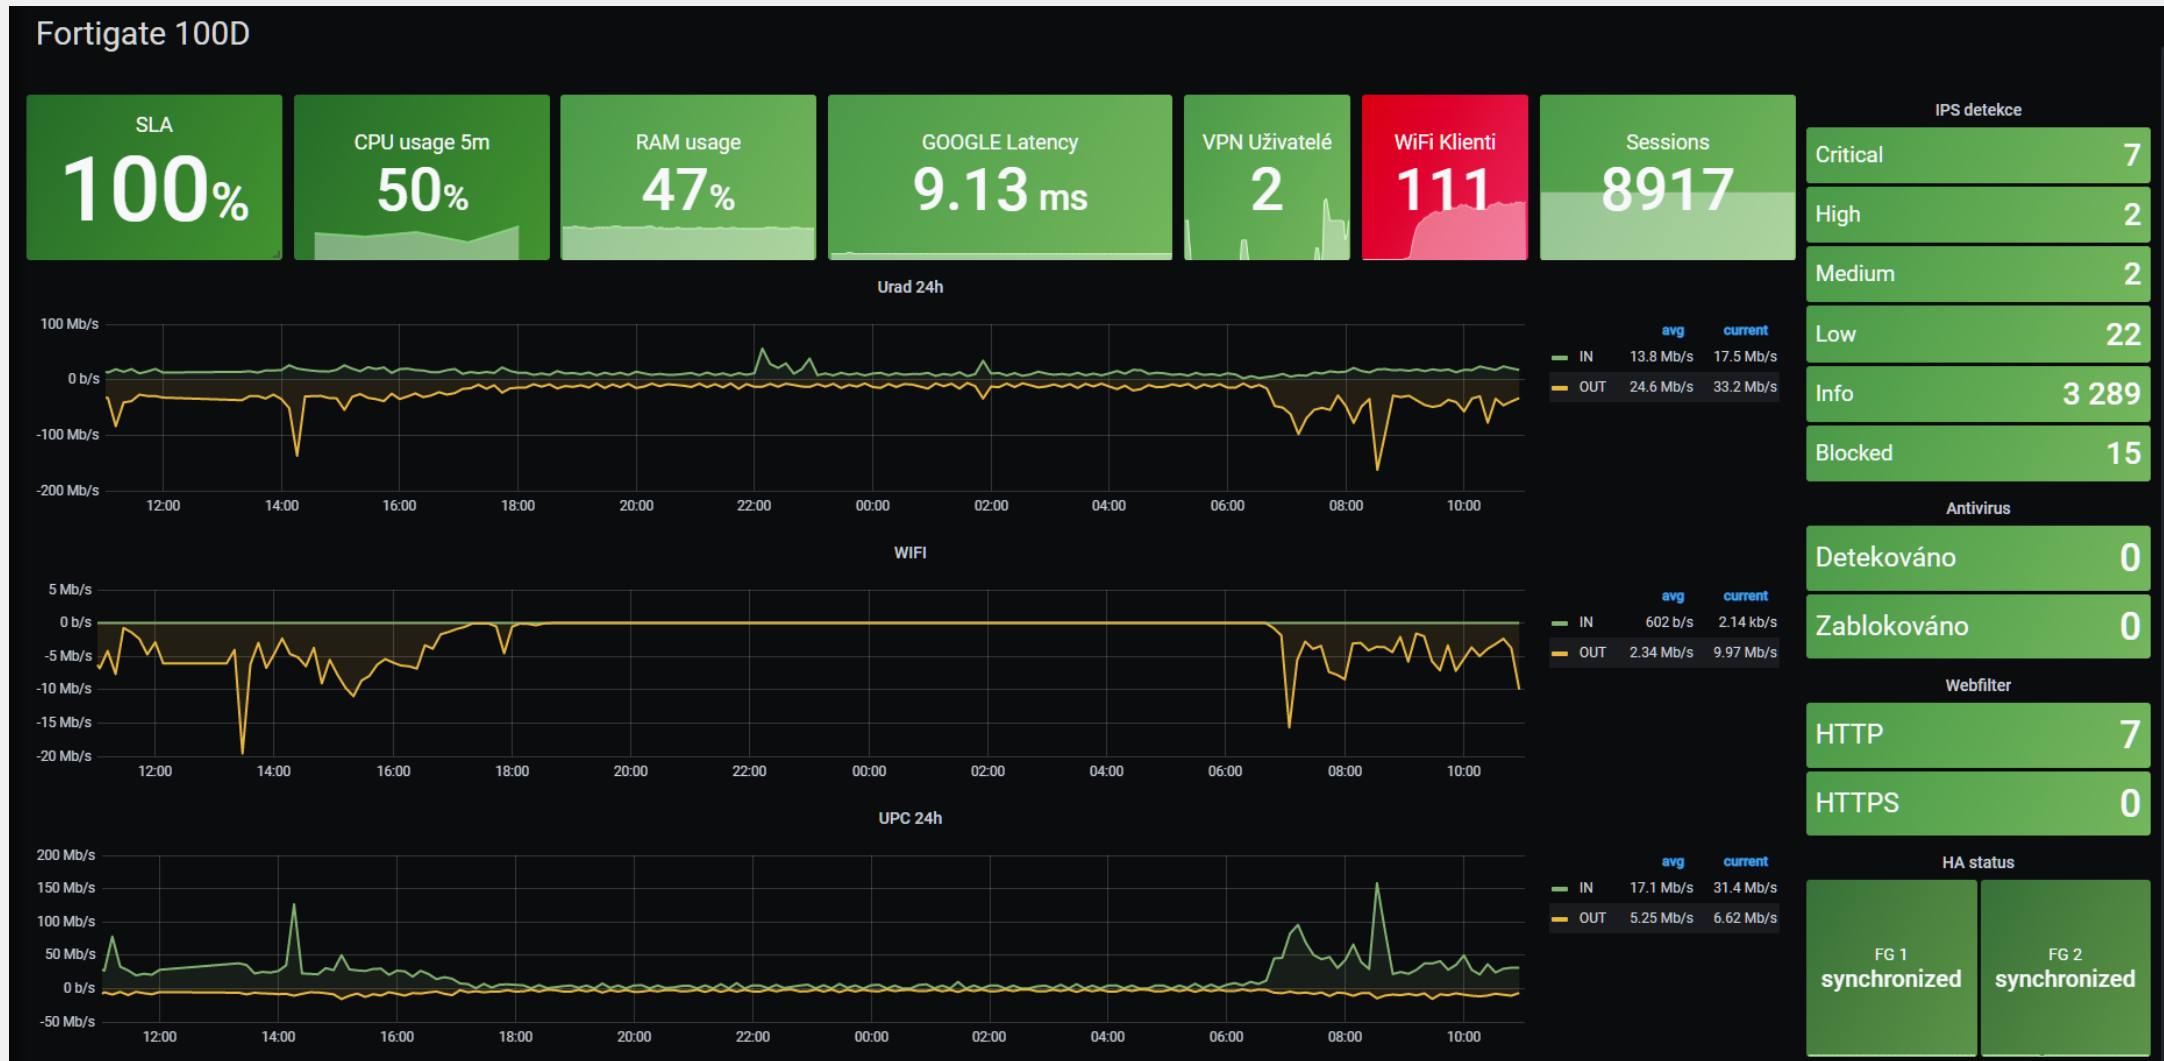 Fortigate 100D
SLA
100%
CPU usage 5m
50%
RAM usage
47%
GOOGLE Latency
9.13 ms
VPN Uživatelé
2
WiFi Klienti
111
Sessions
8917
Urad 24h
100 Mb/s
0 b/s
-100 Mb/s
-200 Mb/s
12:00 14:00 16:00 18:00 20:00 22:00 00:00 02:00 04:00 06:00 08:00 10:00
avg current
IN 13.8 Mb/s 17.5 Mb/s
OUT 24.6 Mb/s 33.2 Mb/s
WIFI
5 Mb/s
0 b/s
-5 Mb/s
-10 Mb/s
-15 Mb/s
-20 Mb/s
12:00 14:00 16:00 18:00 20:00 22:00 00:00 02:00 04:00 06:00 08:00 10:00
avg current
IN 602 b/s 2.14 kb/s
OUT 2.34 Mb/s 9.97 Mb/s
UPC 24h
200 Mb/s
150 Mb/s
100 Mb/s
50 Mb/s
0 b/s
-50 Mb/s
12:00 14:00 16:00 18:00 20:00 22:00 00:00 02:00 04:00 06:00 08:00 10:00
avg current
IN 17.1 Mb/s 31.4 Mb/s
OUT 5.25 Mb/s 6.62 Mb/s
IPS detekce
Critical 7
High 2
Medium 2
Low 22
Info 3 289
Blocked 15
Antivirus
Detekováno 0
Zablokováno 0
Webfilter
HTTP 7
HTTPS 0
HA status
FG 1
synchronized
FG 2
synchronized